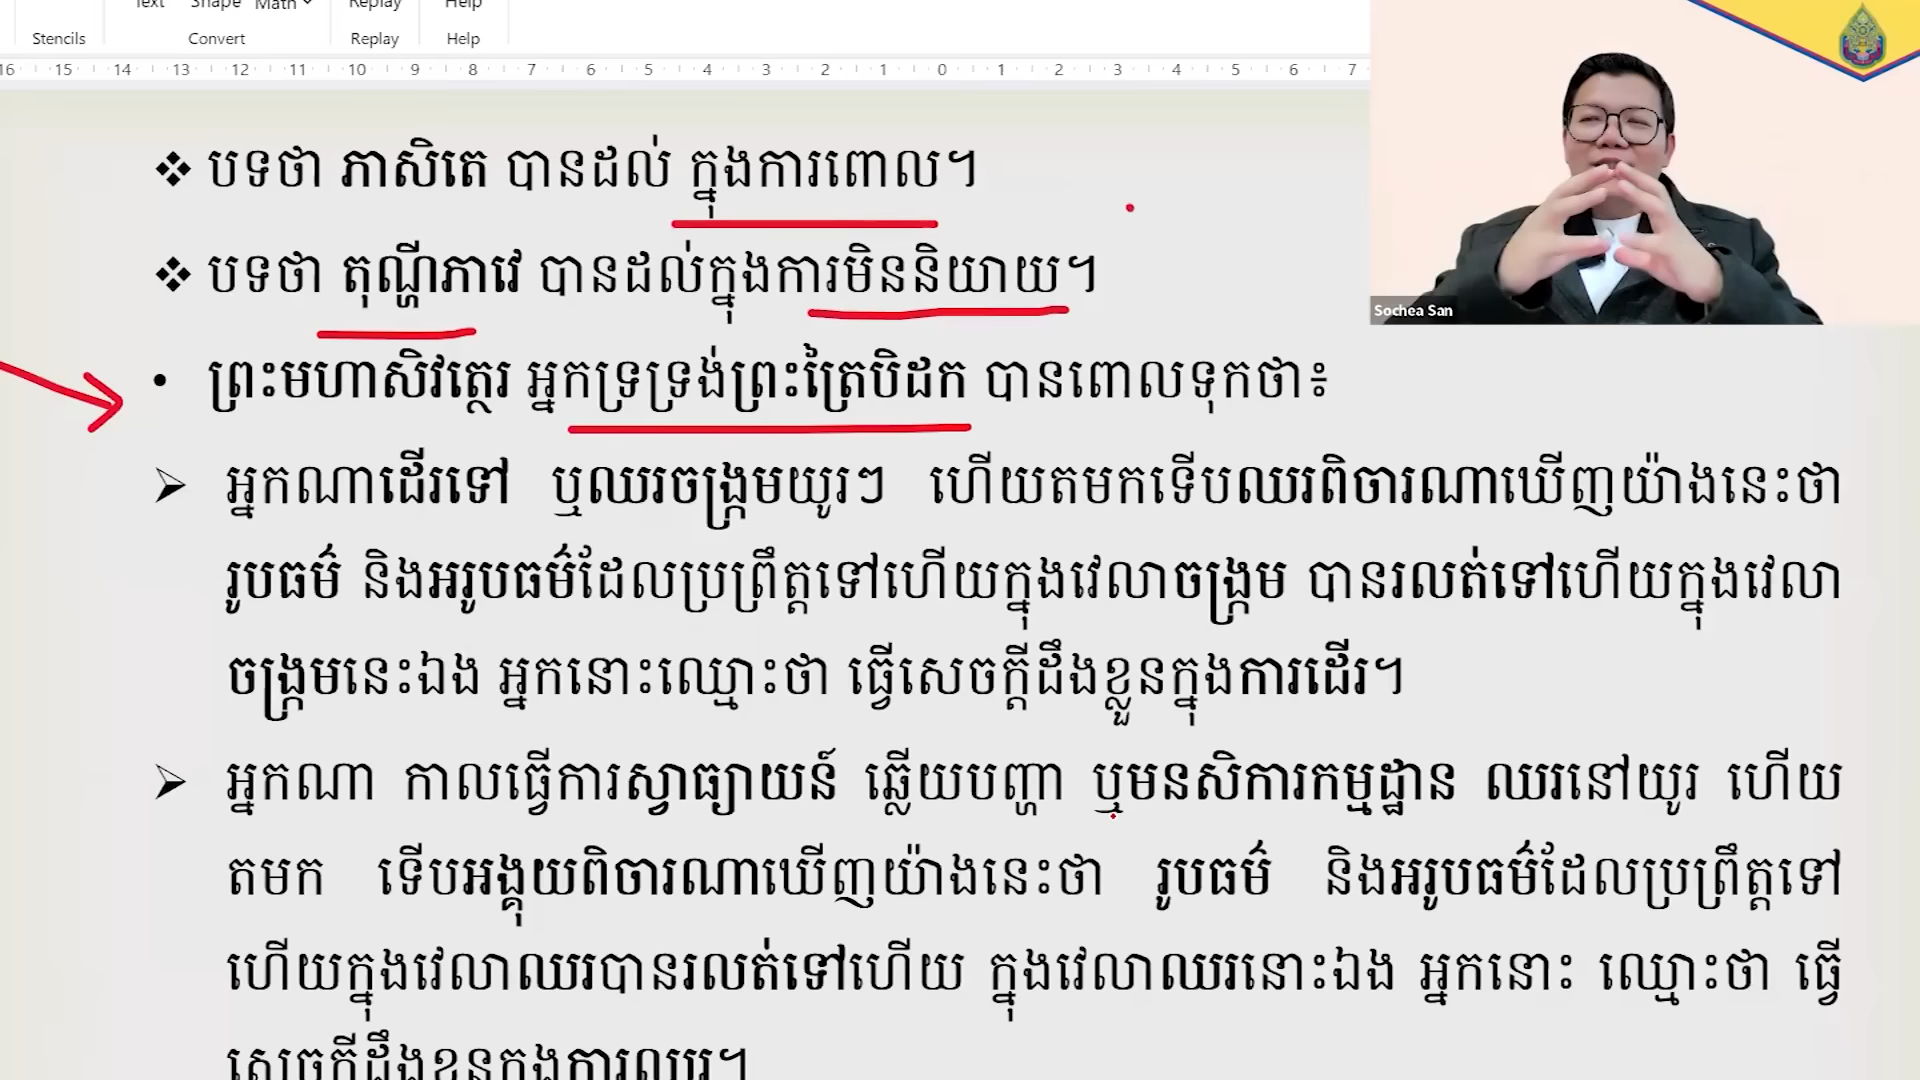 Text Shape Math Replay Help
Stencils Convert Replay Help
16 15 14 13 12 11 10 9 8 7 6 5 4 3 2 1 0 1 2 3 4 5 6 7
❖ បទថា ភាសិតេ បានដល់ ក្នុងការពោល។
❖ បទថា តុណ្ហីភាវេ បានដល់ក្នុងការមិននិយាយ។
Sochea San
• ព្រះមហាសិវត្ថេរ អ្នកទ្រទ្រង់ព្រះត្រៃបិដក បានពោលទុកថា៖
➢ អ្នកណាដើរទៅ ឬឈរចង្ក្រមយូរៗ ហើយតមកទើបឈរពិចារណាឃើញយ៉ាងនេះថា
រូបធម៌ និងអរូបធម៌ដែលប្រព្រឹត្តទៅហើយក្នុងវេលាចង្ក្រម បានរលត់ទៅហើយក្នុងវេលា
ចង្ក្រមនេះឯង អ្នកនោះឈ្មោះថា ធ្វើសេចក្តីដឹងខ្លួនក្នុងការដើរ។
➢ អ្នកណា កាលធ្វើការស្វាធ្យាយន៍ ឆ្លើយបញ្ហា ឬមនសិការកម្មដ្ឋាន ឈរនៅយូរ ហើយ
តមក ទើបអង្គុយពិចារណាឃើញយ៉ាងនេះថា រូបធម៌ និងអរូបធម៌ដែលប្រព្រឹត្តទៅ
ហើយក្នុងវេលាឈរបានរលត់ទៅហើយ ក្នុងវេលាឈរនោះឯង អ្នកនោះ ឈ្មោះថា ធ្វើ
សេចក្តីដឹងខ្លួនក្នុងការឈរ។